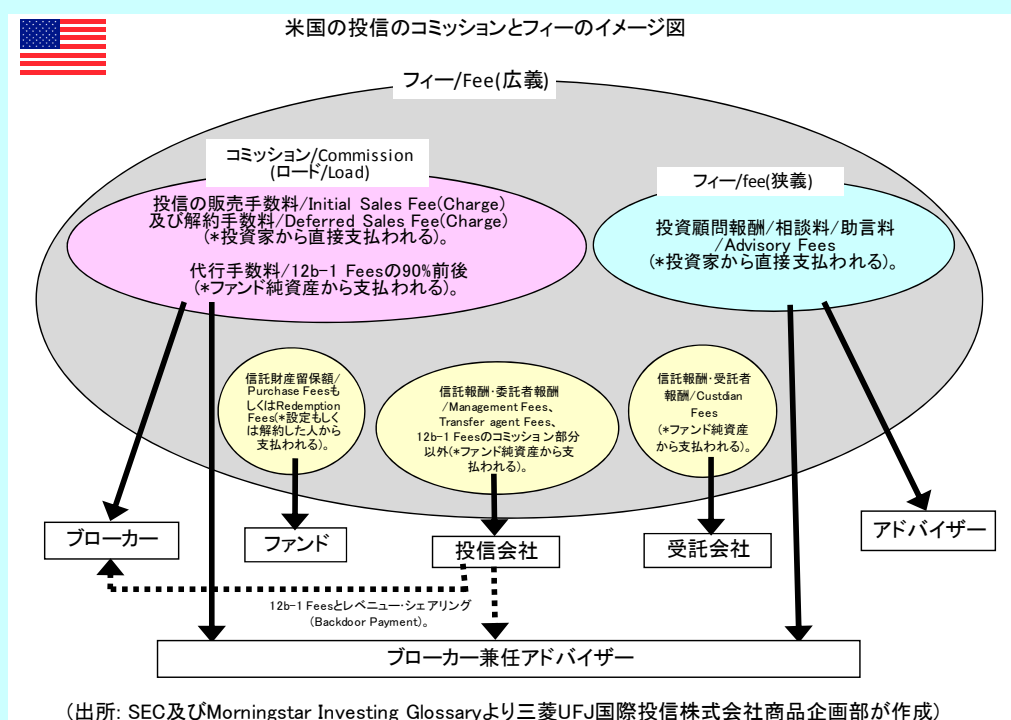 米国の投信のコミッションとフィーのイメージ図
フィー/Fee(広義)
コミッション/Commission
(ロード/Load)
投信の販売手数料/Initial Sales Fee(Charge)
及び解約手数料/Deferred Sales Fee(Charge)
(*投資家から直接支払われる)。
代行手数料/12b-1 Feesの90%前後
(*ファンド純資産から支払われる)。
フィー/fee(狭義)
投資顧問報酬/相談料/助言料
/Advisory Fees
(*投資家から直接支払われる)。
信託財産留保額/
Purchase Feesも
しくはRedemption
Fees(*設定もしく
は解約した人から
支払われる)。
信託報酬・委託者報酬
/Management Fees、
Transfer agent Fees、
12b-1 Feesのコミッション部分
以外(*ファンド純資産から支
払われる)。
信託報酬・受託者
報酬/Custdian
Fees
(*ファンド純資産
から支払われる)。
ブローカー
ファンド
投信会社
受託会社
アドバイザー
12b-1 Feesとレベニュー・シェアリング
(Backdoor Payment)。
ブローカー兼任アドバイザー
(出所: SEC及びMorningstar Investing Glossaryより三菱UFJ国際投信株式会社商品企画部が作成)